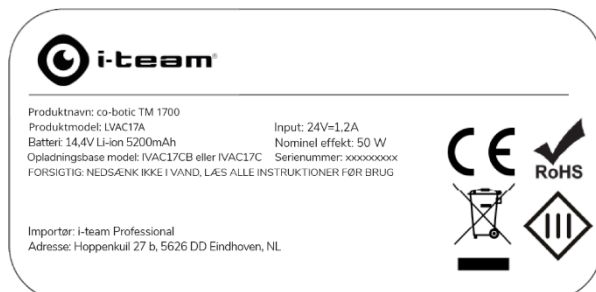 i-team®
Produktnavn: co-botic TM 1700
Produktmodel: LVAC17A
Batteri: 14,4V Li-ion 5200mAh
Input: 24V=1,2A
Nominel effekt: 50 W
Opladningsbase model: IVAC17CB eller IVAC17C
Serienummer: xxxxxxxxx
FORSIGTIG: NEDSÆNK IKKE I VAND, LÆS ALLE INSTRUKTIONER FØR BRUG
Importør: i-team Professional
Adresse: Hoppenkuil 27 b, 5626 DD Eindhoven, NL
CE
RoHS
III